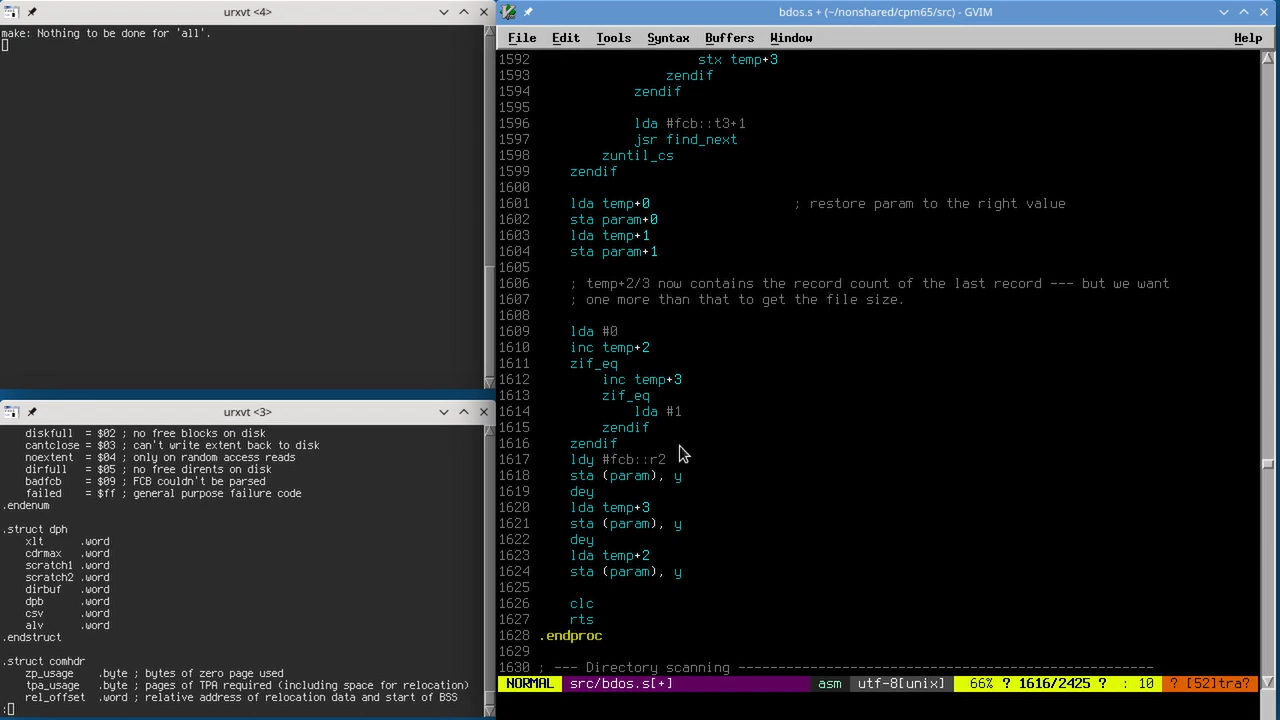 urxvt <4>
make: Nothing to be done for 'all'.
urxvt <3>
    diskfull  = $02 ; no free blocks on disk
    cantclose = $03 ; can't write extent back to disk
    noextent  = $04 ; only on random access reads
    dirfull   = $05 ; no free dirents on disk
    badfcb    = $09 ; FCB couldn't be parsed
    failed    = $ff ; general purpose failure code
.endenum
.struct dph
    xlt      .word
    cdrmax   .word
    scratch1 .word
    scratch2 .word
    dirbuf   .word
    dpb      .word
    csv      .word
    alv      .word
.endstruct
.struct comhdr
    zp_usage    .byte ; bytes of zero page used
    tpa_usage   .byte ; pages of TPA required (including space for relocation)
    rel_offset  .word ; relative address of relocation data and start of BSS
:
bdos.s + (~/nonshared/cpm65/src) - GVIM
File Edit Tools Syntax Buffers Window Help
1592                     stx temp+3
1593                 zendif
1594             zendif
1595
1596             lda #fcb::t3+1
1597             jsr find_next
1598         zuntil_cs
1599     zendif
1600
1601     lda temp+0                  ; restore param to the right value
1602     sta param+0
1603     lda temp+1
1604     sta param+1
1605
1606     ; temp+2/3 now contains the record count of the last record --- but we want
1607     ; one more than that to get the file size.
1608
1609     lda #0
1610     inc temp+2
1611     zif_eq
1612         inc temp+3
1613         zif_eq
1614             lda #1
1615         zendif
1616     zendif
1617     ldy #fcb::r2
1618     sta (param), y
1619     dey
1620     lda temp+3
1621     sta (param), y
1622     dey
1623     lda temp+2
1624     sta (param), y
1625
1626     clc
1627     rts
1628 .endproc
1629
1630 ; --- Directory scanning ----------------------------------------------------
NORMAL src/bdos.s[+] asm utf-8[unix] 66% ? 1616/2425 ? : 10 ? [52]tra?